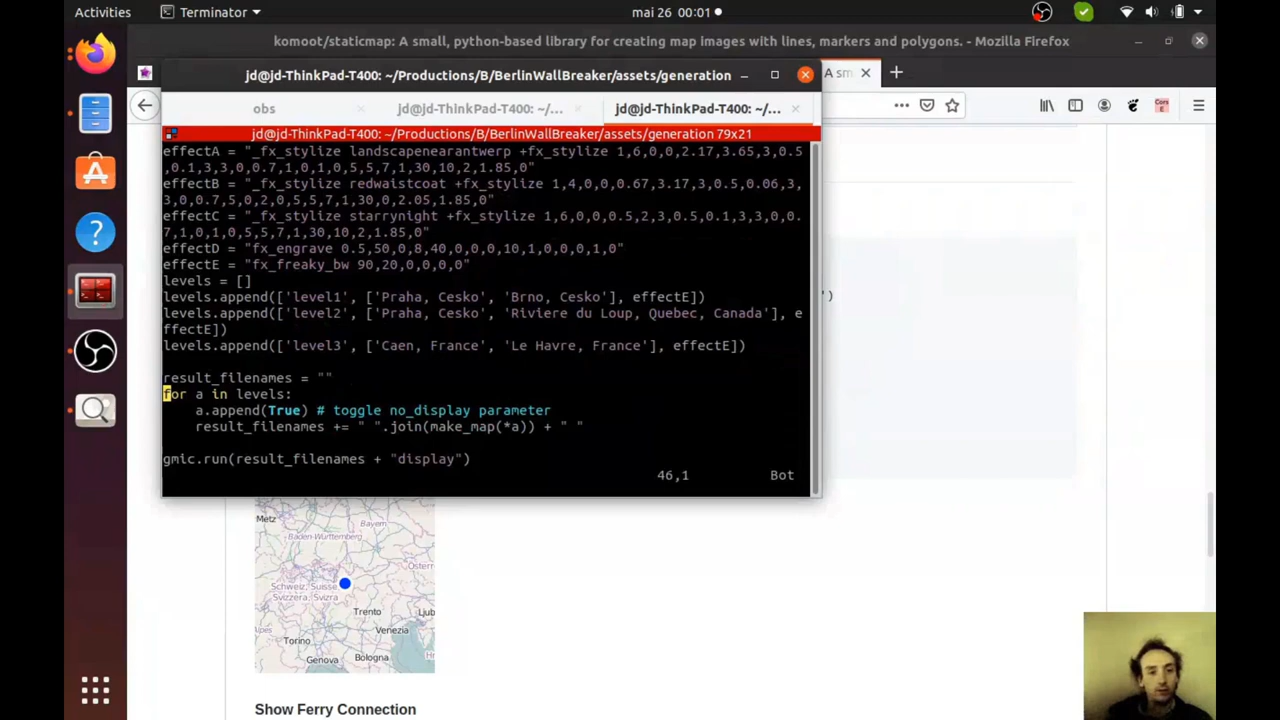 Activities
Terminator
mai 26 00:01
komoot/staticmap: A small, python-based library for creating map images with lines, markers and polygons. - Mozilla Firefox
jd@jd-ThinkPad-T400: ~/Productions/B/BerlinWallBreaker/assets/generation
A sm
obs
jd@jd-ThinkPad-T400: ~/...
jd@jd-ThinkPad-T400: ~/...
jd@jd-ThinkPad-T400: ~/Productions/B/BerlinWallBreaker/assets/generation 79x21
effectA = "_fx_stylize landscapenearantwerp +fx_stylize 1,6,0,0,2.17,3.65,3,0.5
,0.1,3,3,0,0.7,1,0,1,0,5,5,7,1,30,10,2,1.85,0"
effectB = "_fx_stylize redwaistcoat +fx_stylize 1,4,0,0,0.67,3.17,3,0.5,0.06,3,
3,0,0.7,5,0,2,0,5,5,7,1,30,0,2.05,1.85,0"
effectC = "_fx_stylize starrynight +fx_stylize 1,6,0,0,0.5,2,3,0.5,0.1,3,3,0,0.
7,1,0,1,0,5,5,7,1,30,10,2,1.85,0"
effectD = "fx_engrave 0.5,50,0,8,40,0,0,0,10,1,0,0,0,1,0"
effectE = "fx_freaky_bw 90,20,0,0,0,0"
levels = []
levels.append(['level1', ['Praha, Cesko', 'Brno, Cesko'], effectE])
levels.append(['level2', ['Praha, Cesko', 'Riviere du Loup, Quebec, Canada'], e
ffectE])
levels.append(['level3', ['Caen, France', 'Le Havre, France'], effectE])
result_filenames = ""
for a in levels:
a.append(True) # toggle no_display parameter
result_filenames += " ".join(make_map(*a)) + " "
gmic.run(result_filenames + "display")
46,1 Bot
')
Metz
Bayern
Baden-Württemberg
Schweiz, Suisse
Svizzera, Svizra
Trento
Venezia
Torino
Genova
Bologna
Show Ferry Connection